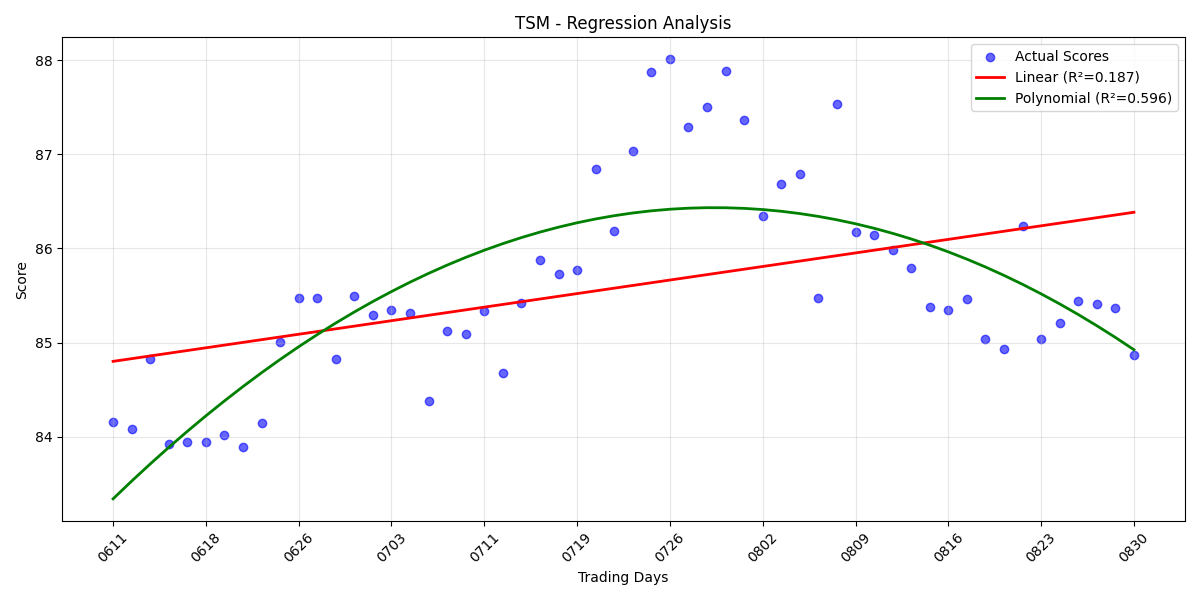 TSM - Regression Analysis
Actual Scores
Linear (R²=0.187)
Polynomial (R²=0.596)
88
87
86
85
84
Score
0611
0618
0626
0703
0711
0719
0726
0802
0809
0816
0823
0830
Trading Days